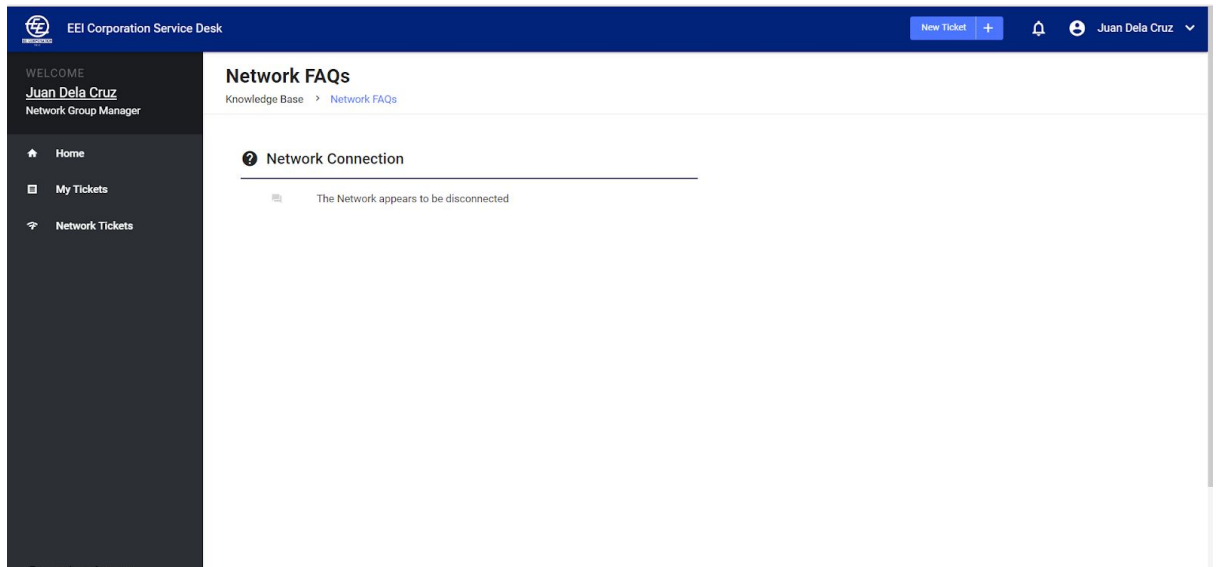 EEI Corporation Service Desk
New Ticket +
Juan Dela Cruz
WELCOME
Juan Dela Cruz
Network Group Manager
Home
My Tickets
Network Tickets
Network FAQs
Knowledge Base > Network FAQs
Network Connection
The Network appears to be disconnected